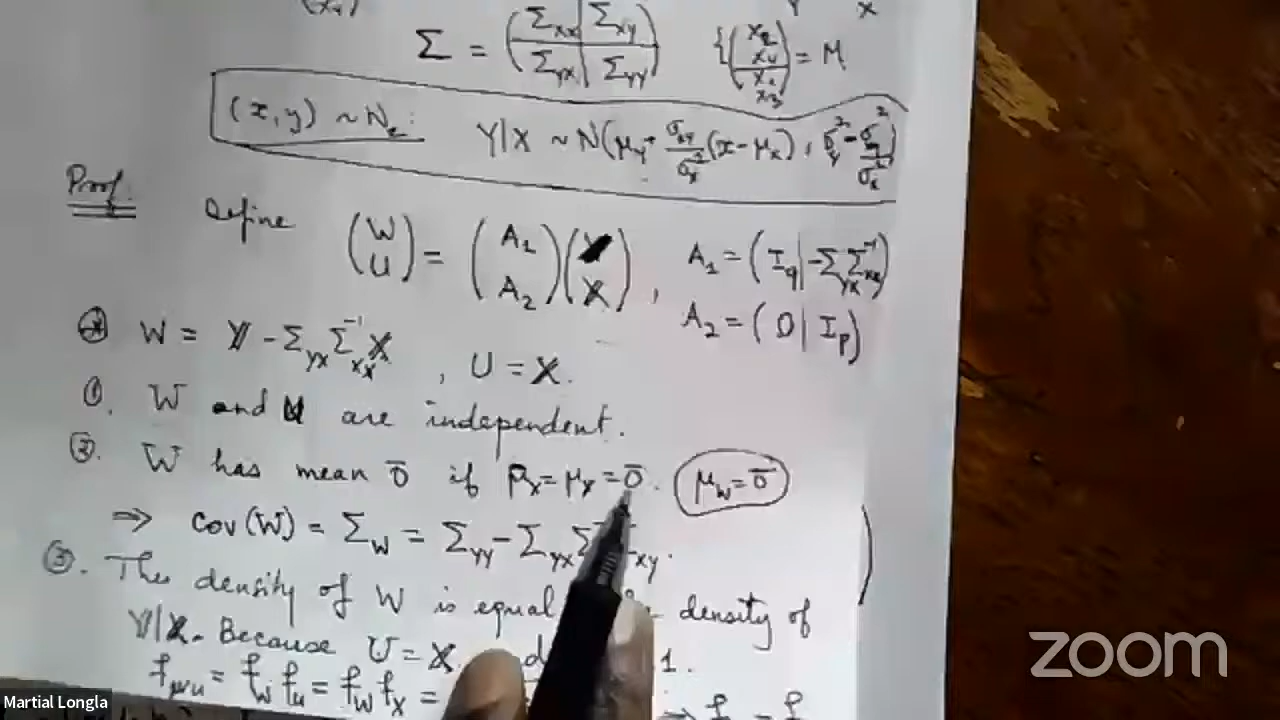 Σ = (Σxx | Σxy / Σyx | Σyy) = M
(x,y) ~ N₂: Y|X ~ N(μy + σxy/σx² (x-μx), σy² - σxy²/σx²)
Proof.
Define (W U) = (A₁ A₂)(Y X), A₁ = (Iq | -Σyx Σxx⁻¹)
A₂ = (O | Ip)
W = Y - Σyx Σxx⁻¹ X, U = X.
①. W and U are independent.
②. W has mean 0̄ if μx = μx = 0̄. μw = 0̄
⇒ cov(W) = Σw = Σyy - Σyx xy.
③. The density of W is equal density of
Y|X. Because U = X. 1.
f = fw fu = fw fx =
Martial Longla
zoom